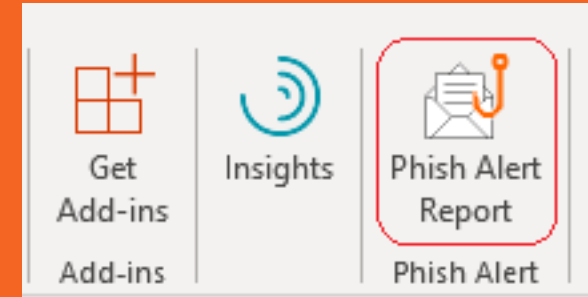 Get
Add-ins
Add-ins
Insights
Phish Alert
Report
Phish Alert